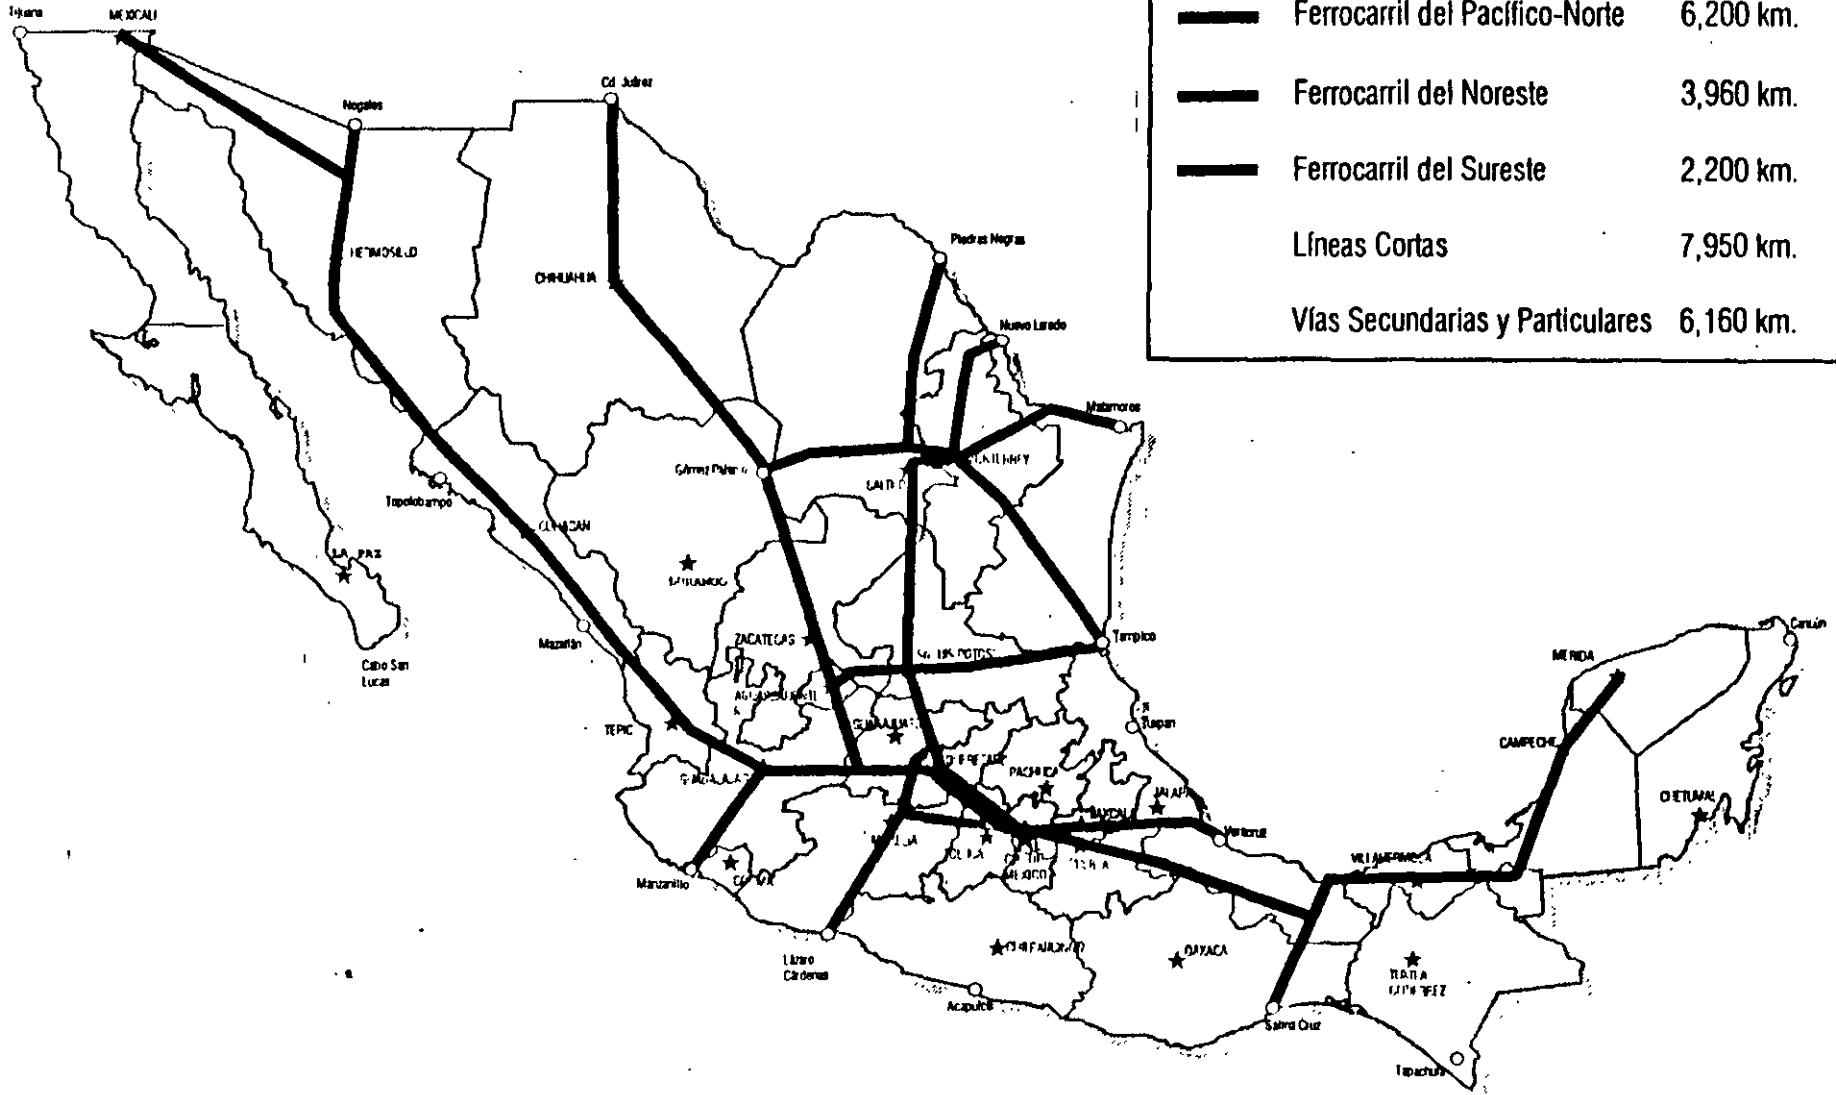 Ferrocarril del Pacífico-Norte 6,200 km.
Ferrocarril del Noreste 3,960 km.
Ferrocarril del Sureste 2,200 km.
Líneas Cortas 7,950 km.
Vías Secundarias y Particulares 6,160 km.
Tijuana
MEXICALI
Nogales
Cd. Juárez
HERMOSILLO
CHIHUAHUA
Piedras Negras
Nuevo Laredo
Matamoros
MONTERREY
Topolobampo
CULIACAN
LA PAZ
Cabo San
Lucas
Mazatlán
ZACATECAS
Tampico
TEPIC
Tuxpan
PACHUCA
JALAPA
Veracruz
Manzanillo
MEXICO
Lázaro
Cárdenas
Acapulco
OAXACA
Salina Cruz
VILLAHERMOSA
Tapachula
MERIDA
Cancún
CAMPECHE
CHETUMAL